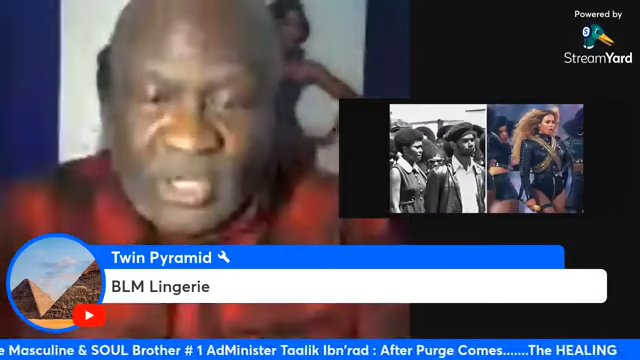 Powered by
StreamYard
Twin Pyramid
BLM Lingerie
e Masculine & SOUL Brother # 1 AdMinister Taalik Ibn'rad : After Purge Comes.......The HEALING